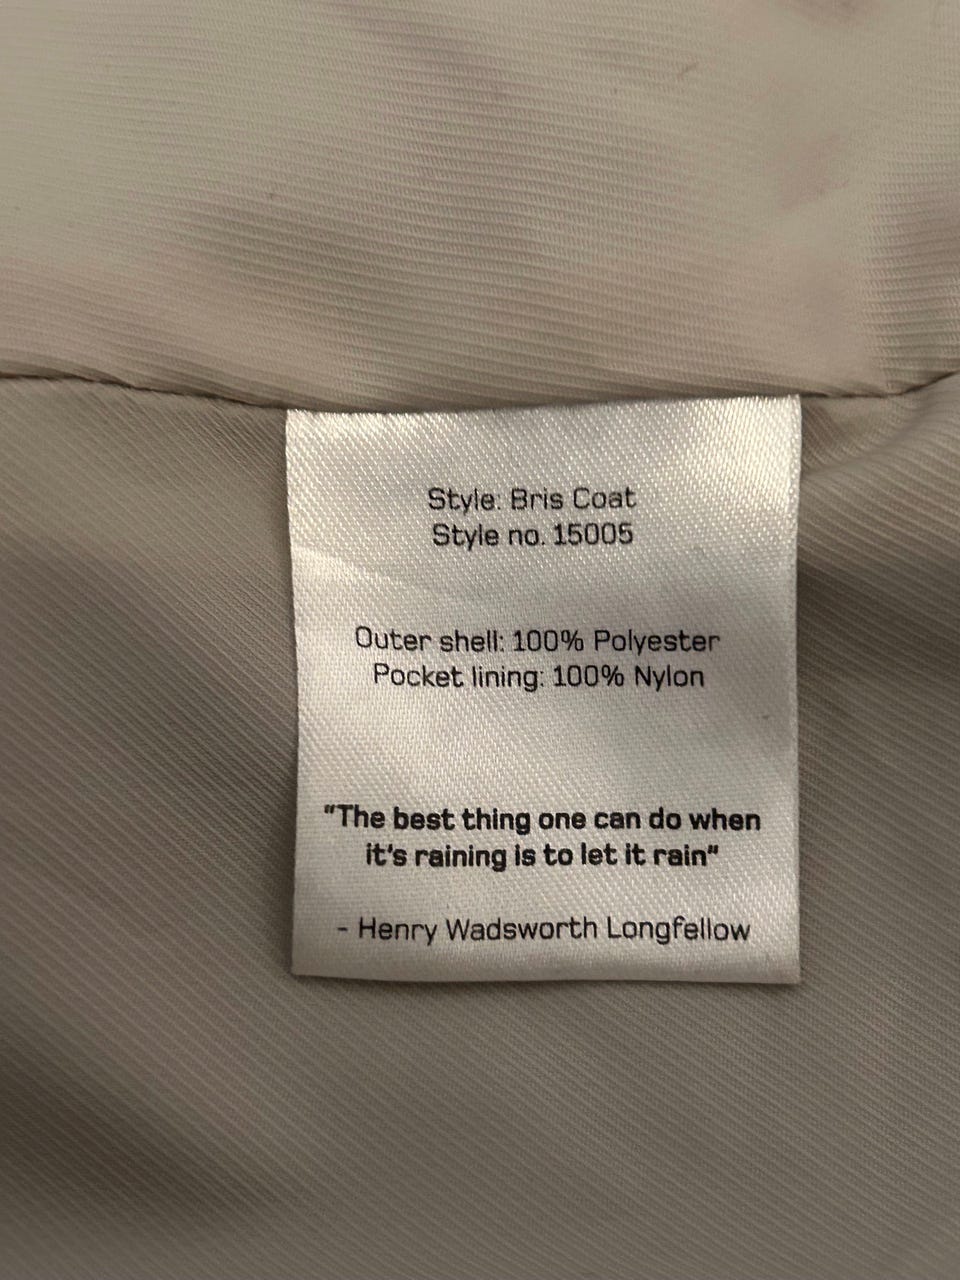 Style: Bris Coat
Style no. 15005
Outer shell: 100% Polyester
Pocket lining: 100% Nylon
"The best thing one can do when
it's raining is to let it rain"
- Henry Wadsworth Longfellow